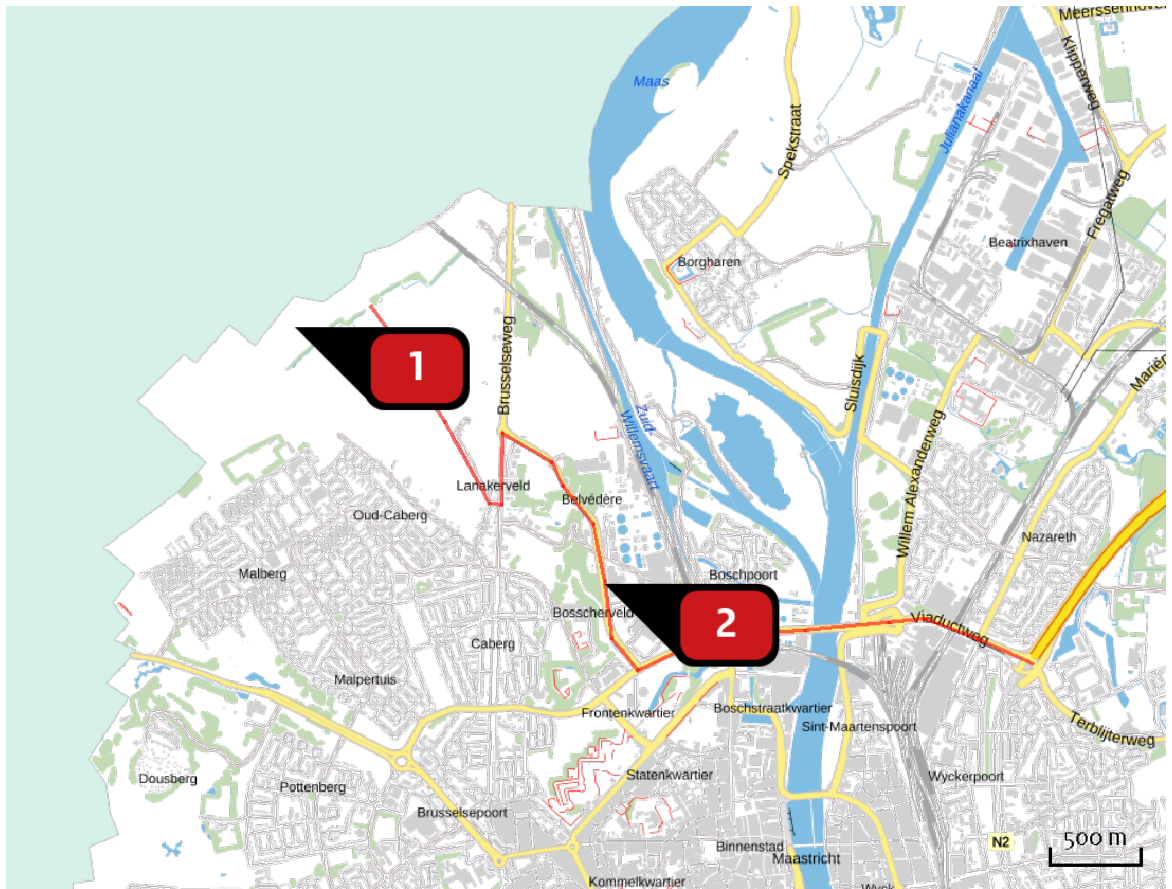 Meerssenhoven
Klipperweg
Maas
Julianakanaal
Spekstraat
Fregatweg
Beatrixhaven
Borgharen
1
Brusselseweg
Sluisdijk
Zuid-
Willemsvaart
Willem Alexanderweg
Lanakerveld
Belvédère
Oud-Caberg
Nazareth
Malberg
Boschpoort
Bosscherveld
2
Viaductweg
Caberg
Malpertuis
Frontenkwartier
Boschstraatkwartier
Sint-Maartenspoort
Terblijterweg
Dousberg
Pottenberg
Statenkwartier
Wyckerpoort
Brusselsepoort
Binnenstad
Maastricht
N2
500 m
Kommelkwartier
Wyck